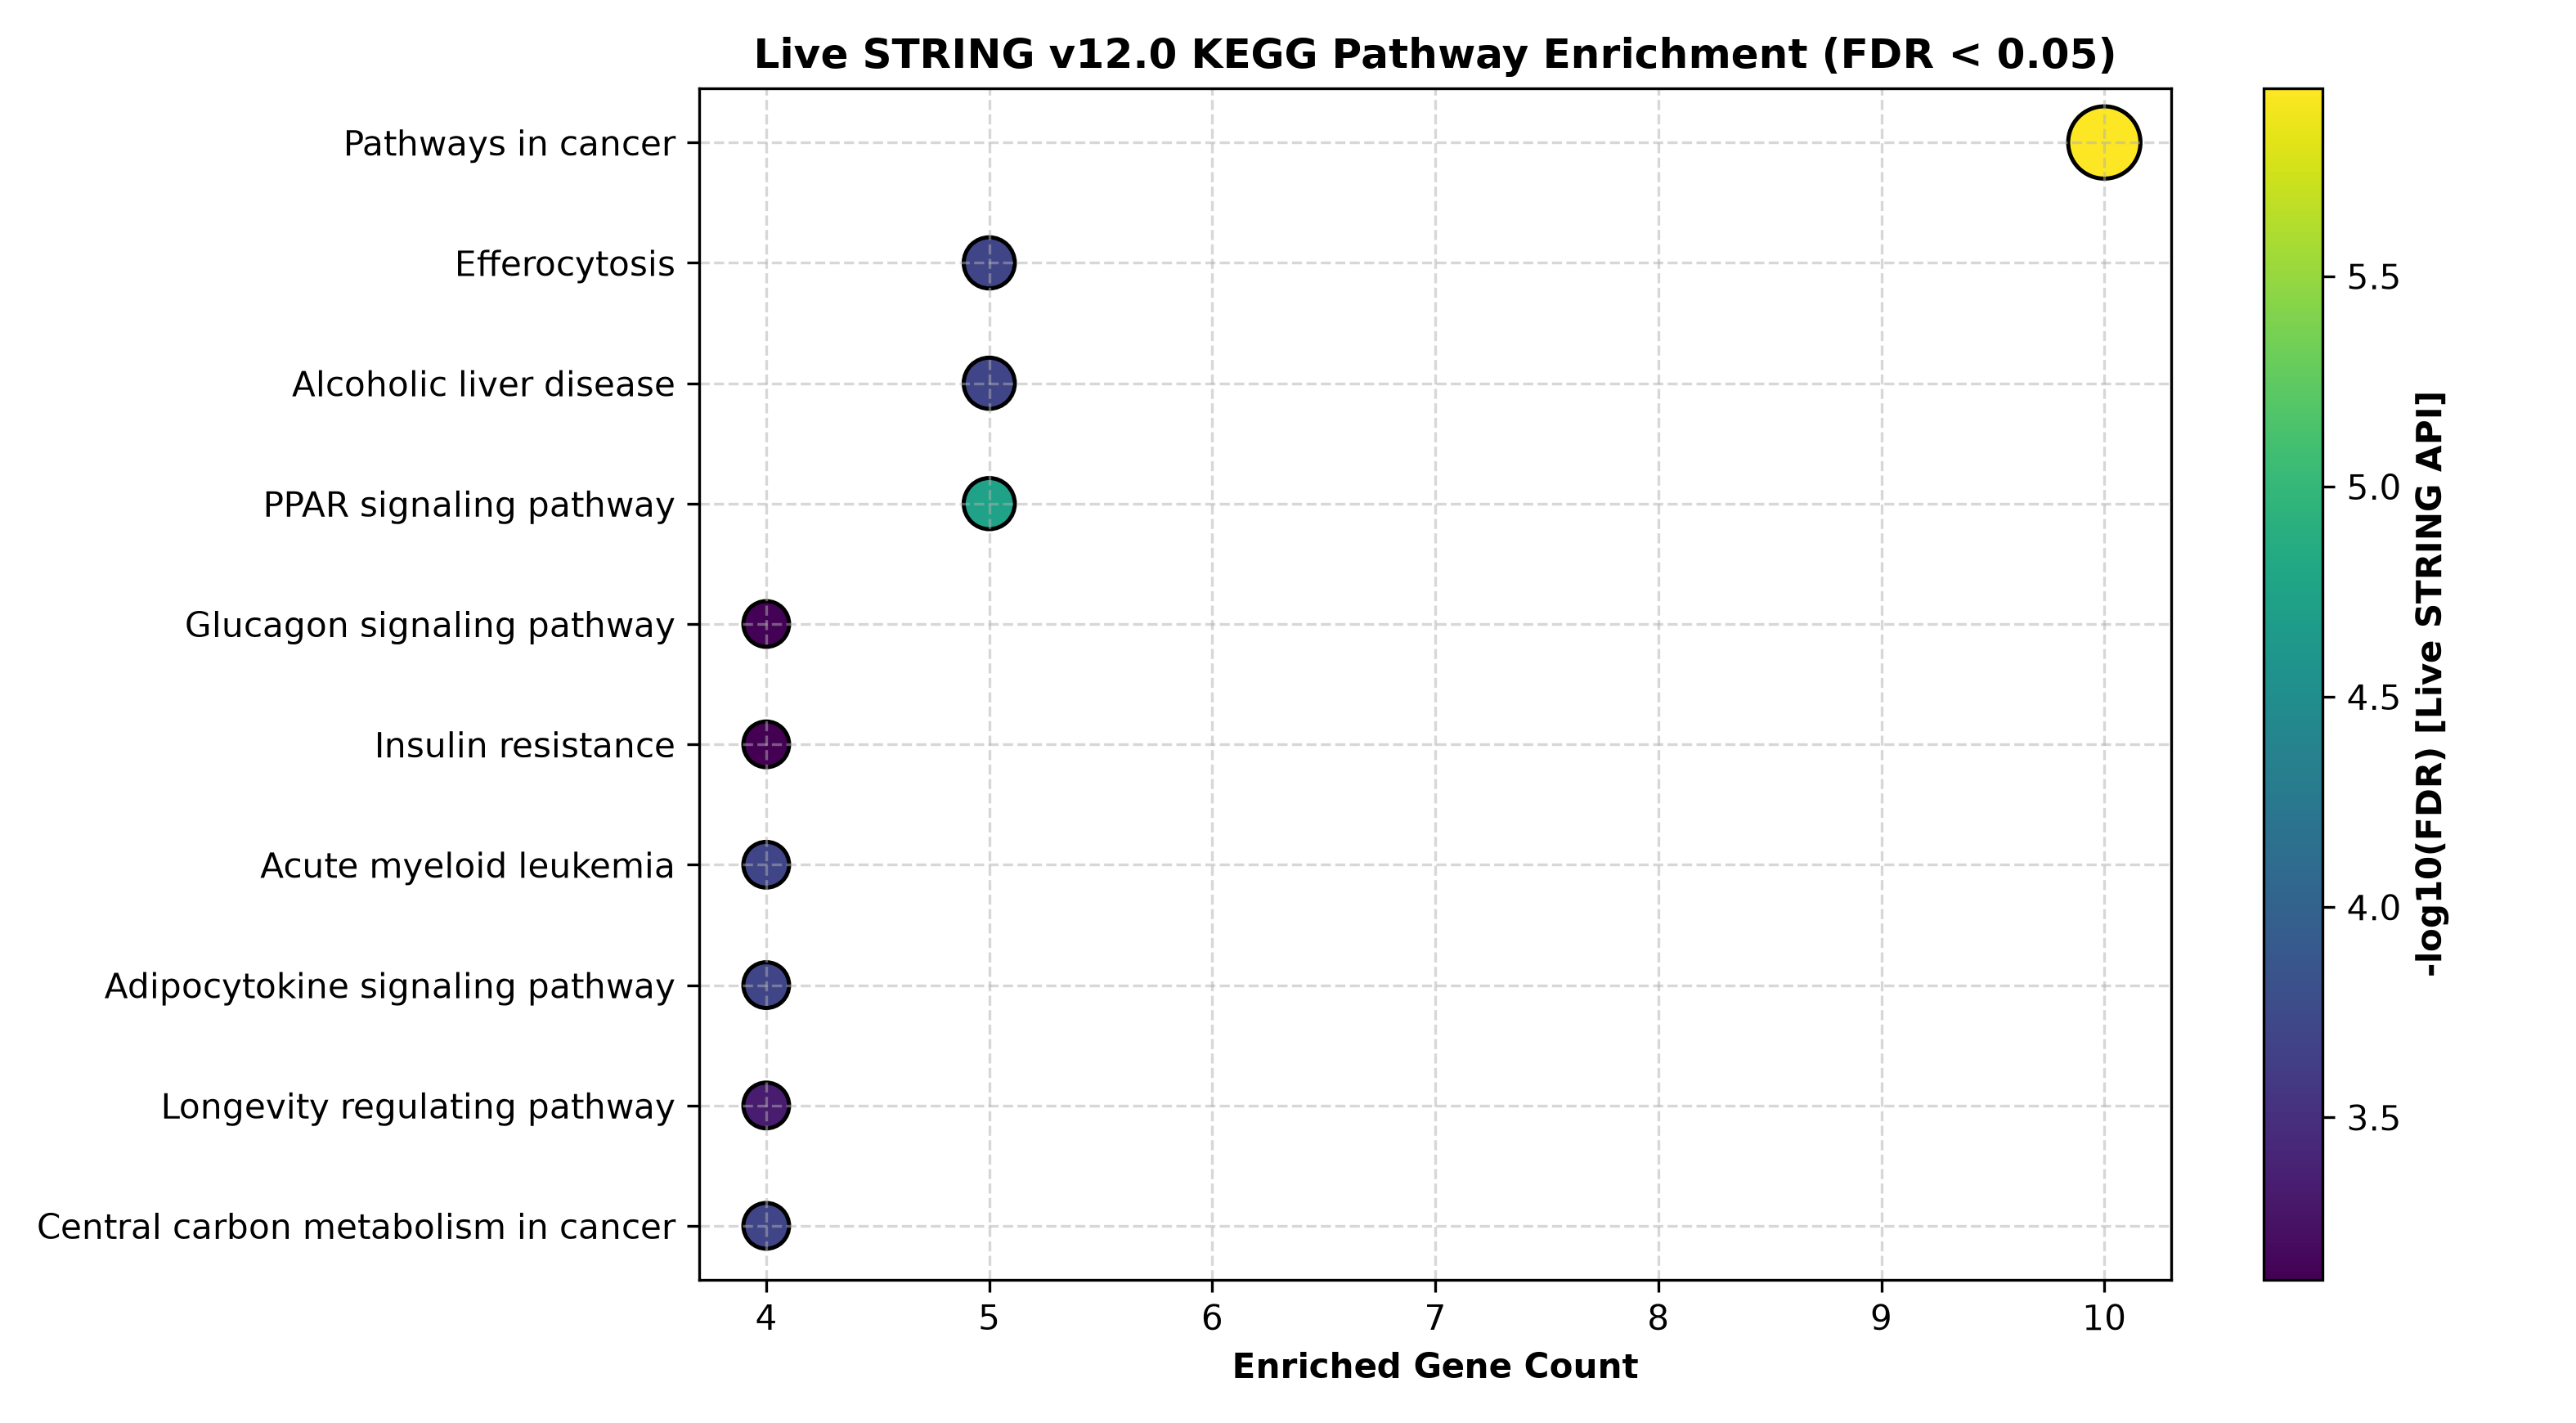 Live STRING v12.0 KEGG Pathway Enrichment (FDR < 0.05)
Pathways in cancer
Efferocytosis
Alcoholic liver disease
PPAR signaling pathway
Glucagon signaling pathway
Insulin resistance
Acute myeloid leukemia
Adipocytokine signaling pathway
Longevity regulating pathway
Central carbon metabolism in cancer
4 5 6 7 8 9 10
Enriched Gene Count
5.5
5.0
4.5
4.0
3.5
-log10(FDR) [Live STRING API]